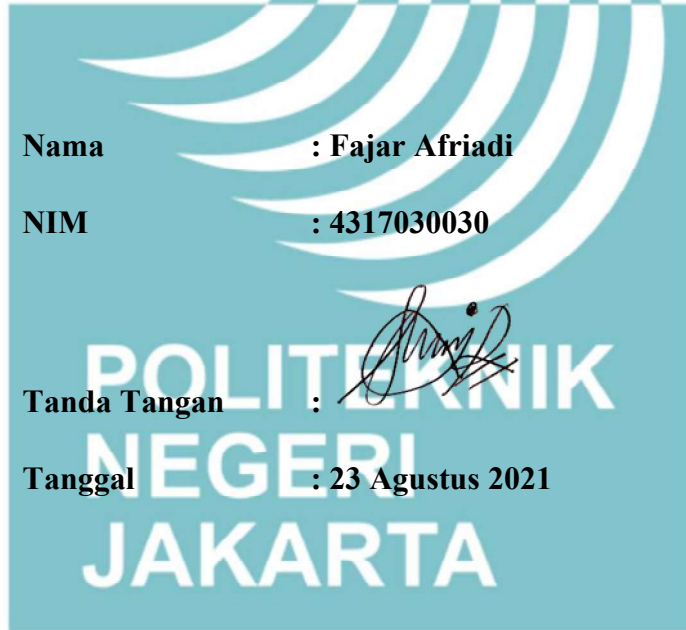 Nama : Fajar Afriadi
NIM : 4317030030
Tanda Tangan :
Tanggal : 23 Agustus 2021
POLITEKNIK
NEGERI
JAKARTA